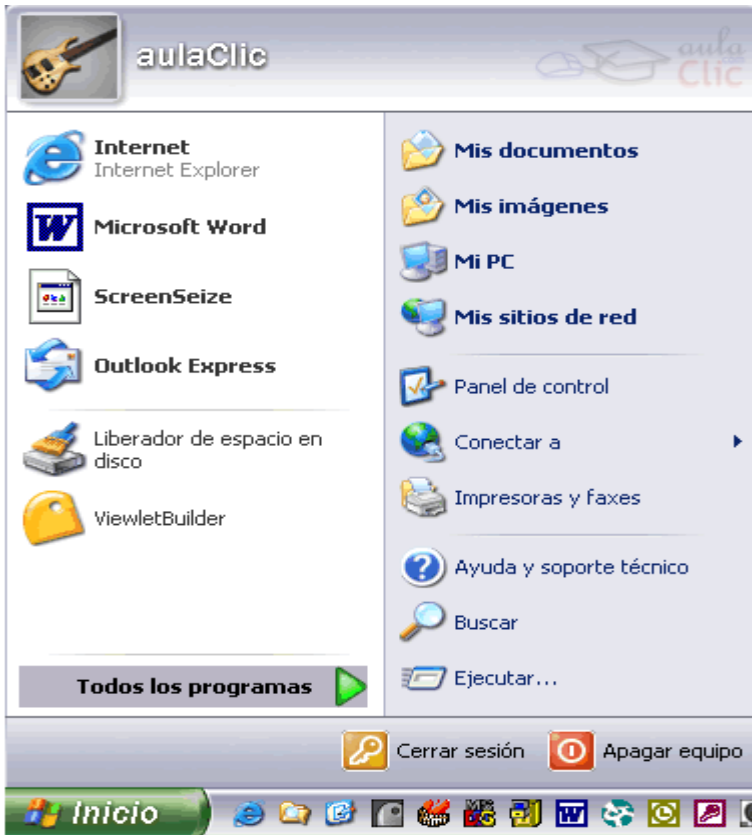 aulaClic
aula
Clic
Internet
Internet Explorer
Microsoft Word
ScreenSeize
Outlook Express
Liberador de espacio en
disco
ViewletBuilder
Todos los programas
Mis documentos
Mis imágenes
Mi PC
Mis sitios de red
Panel de control
Conectar a
Impresoras y faxes
Ayuda y soporte técnico
Buscar
Ejecutar...
Cerrar sesión
Apagar equipo
Inicio